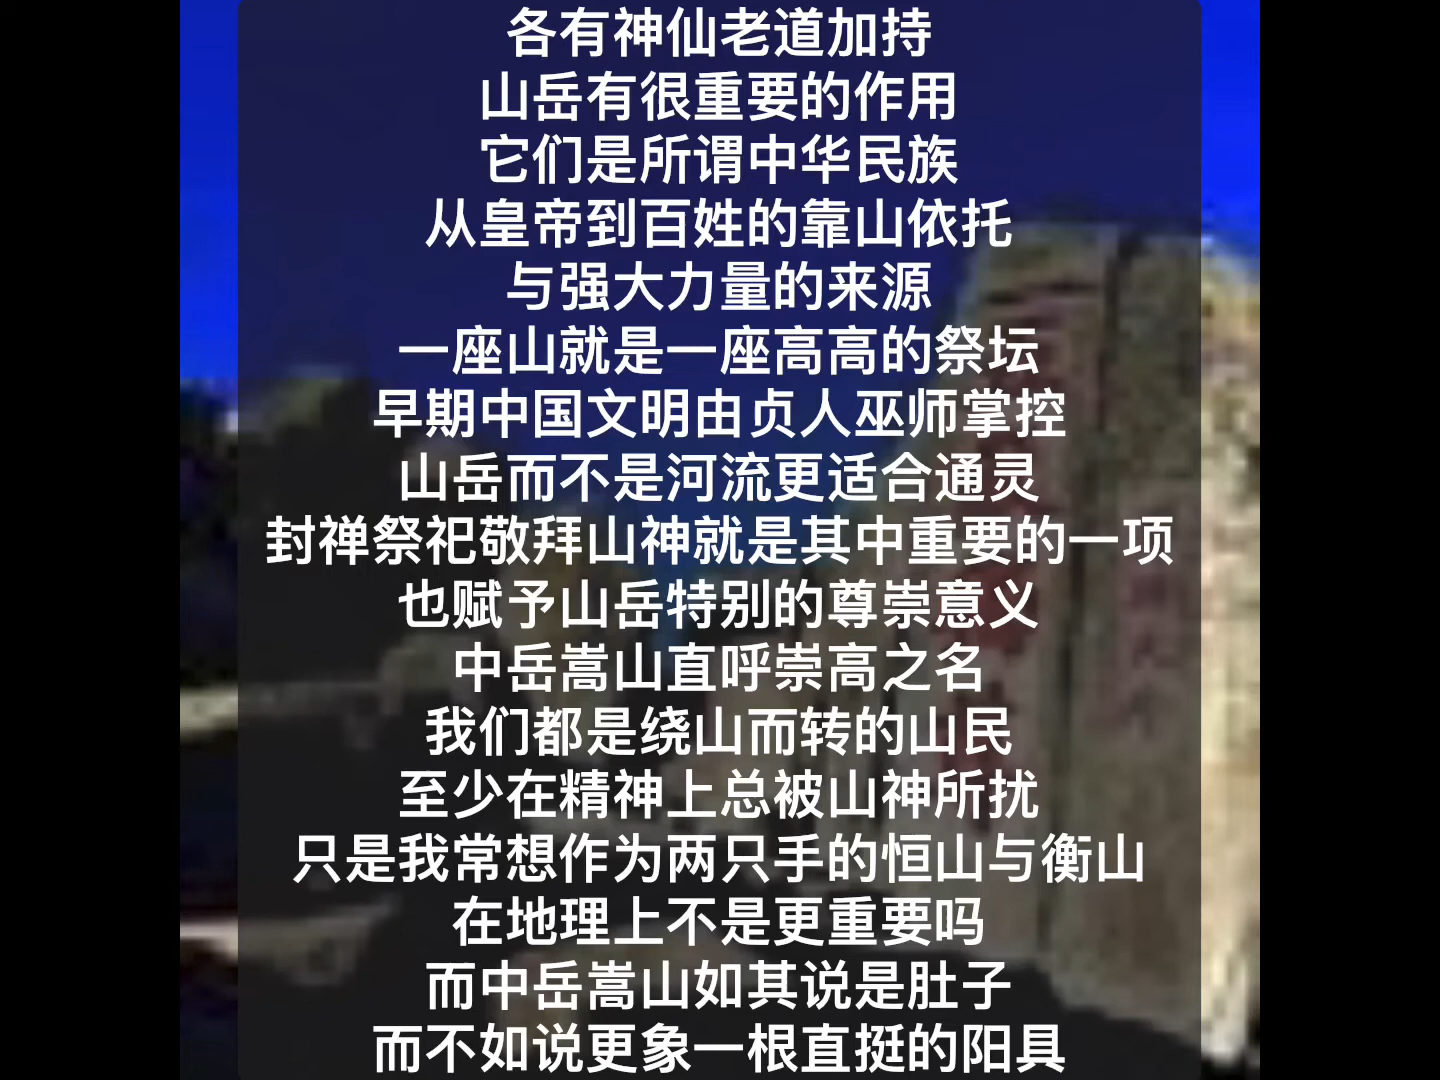 各有神仙老道加持
山岳有很重要的作用
它们是所谓中华民族
从皇帝到百姓的靠山依托
与强大力量的来源
一座山就是一座高高的祭坛
早期中国文明由贞人巫师掌控
山岳而不是河流更适合通灵
封禅祭祀敬拜山神就是其中重要的一项
也赋予山岳特别的尊崇意义
中岳嵩山直呼崇高之名
我们都是绕山而转的山民
至少在精神上总被山神所扰
只是我常想作为两只手的恒山与衡山
在地理上不是更重要吗
而中岳嵩山如其说是肚子
而不如说更象一根直挺的阳具